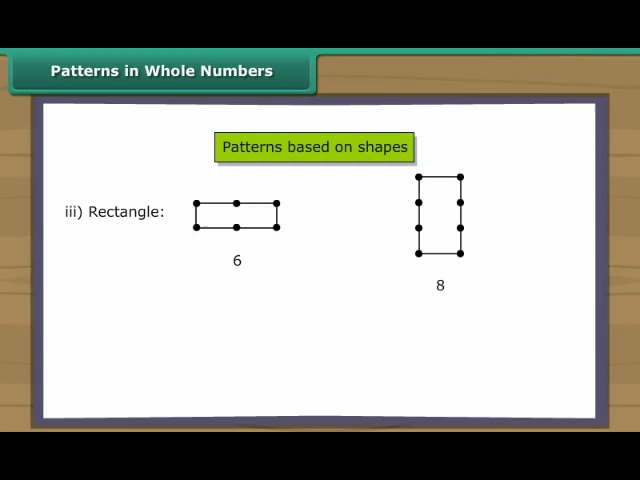 Patterns in Whole Numbers
Patterns based on shapes
iii) Rectangle:
6
8